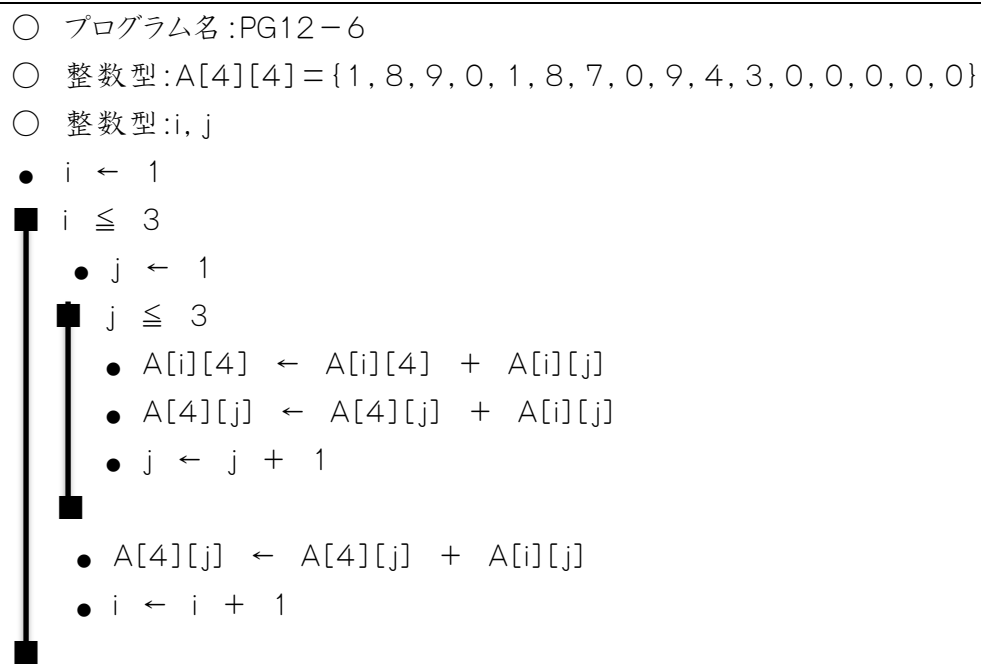 ○ プログラム名:PG12-6
○ 整数型:A[4][4]={1,8,9,0,1,8,7,0,9,4,3,0,0,0,0,0}
○ 整数型:i,j
● i ← 1
■ i ≦ 3
● j ← 1
■ j ≦ 3
● A[i][4] ← A[i][4] + A[i][j]
● A[4][j] ← A[4][j] + A[i][j]
● j ← j + 1
■
● A[4][j] ← A[4][j] + A[i][j]
● i ← i + 1
■